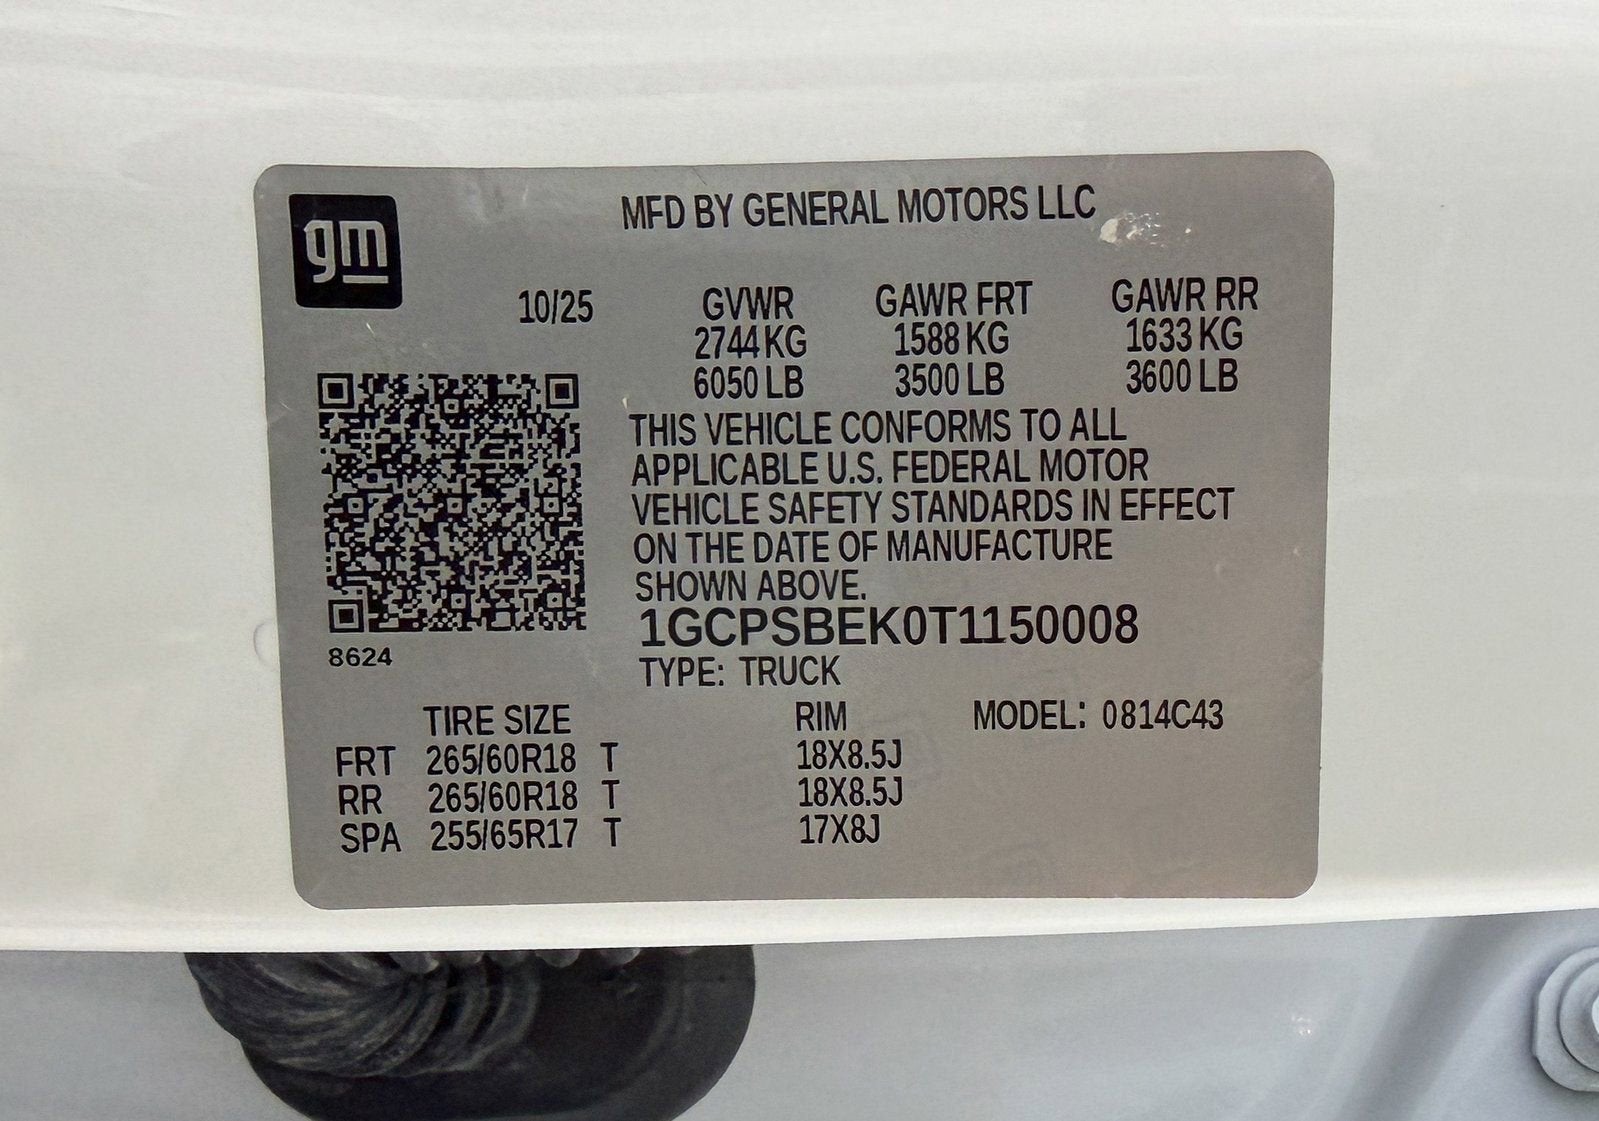 gm
MFD BY GENERAL MOTORS LLC
10/25 GVWR GAWR FRT GAWR RR
2744 KG 1588 KG 1633 KG
6050 LB 3500 LB 3600 LB
THIS VEHICLE CONFORMS TO ALL
APPLICABLE U.S. FEDERAL MOTOR
VEHICLE SAFETY STANDARDS IN EFFECT
ON THE DATE OF MANUFACTURE
SHOWN ABOVE.
1GCPSBEK0T1150008
8624
TYPE: TRUCK
TIRE SIZE RIM MODEL: 0814C43
FRT 265/60R18 T 18X8.5J
RR 265/60R18 T 18X8.5J
SPA 255/65R17 T 17X8J